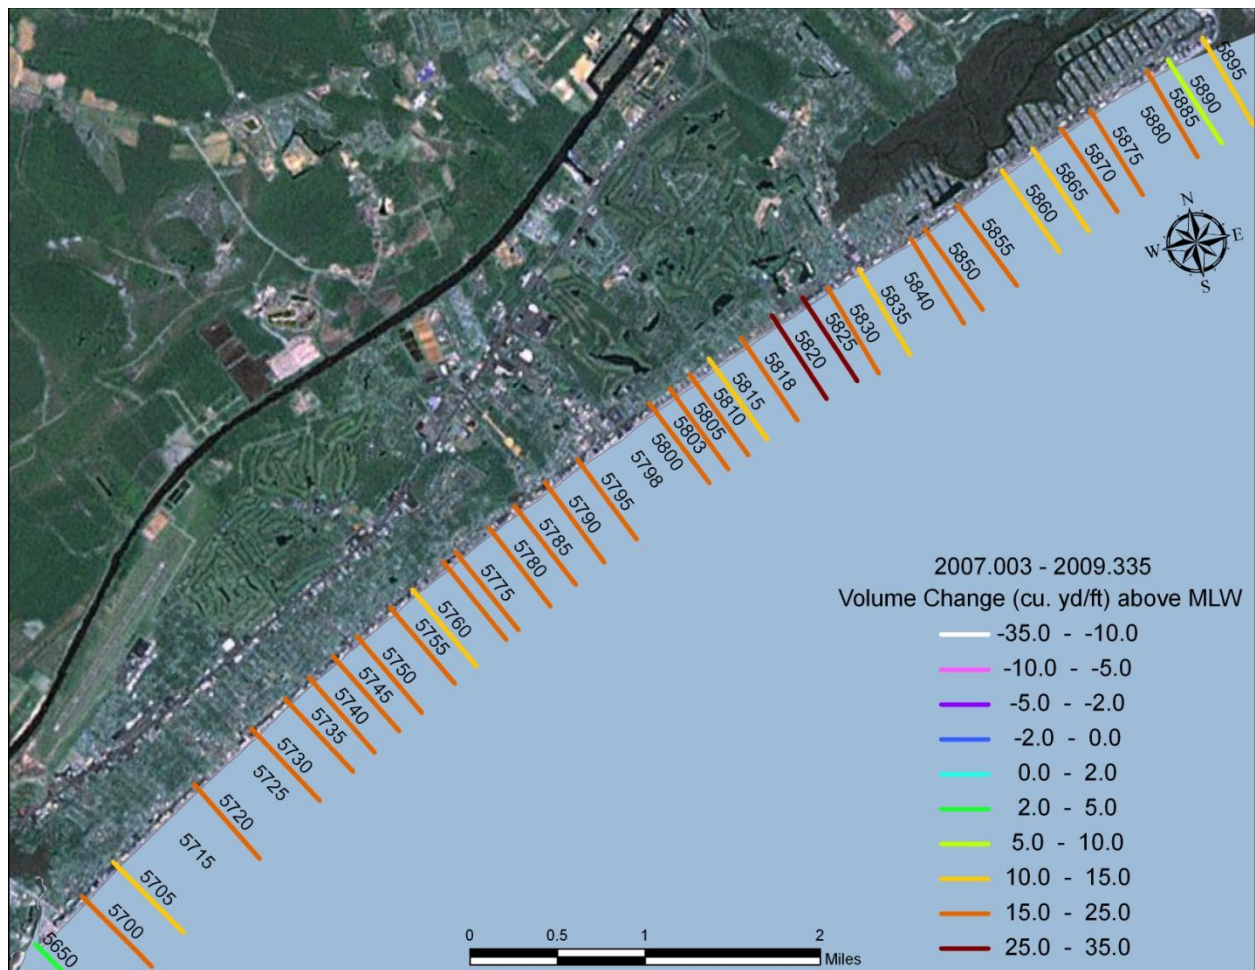 5895
5890
5885
5880
5875
5870
5865
5860
5855
5850
5840
5835
5830
5825
5820
5818
5815
5810
5805
5803
5800
5798
5795
5790
5785
5780
5775
5760
5755
5750
5745
5740
5735
5730
5725
5720
5715
5705
5700
5650
N
W E
S
2007.003 - 2009.335
Volume Change (cu. yd/ft) above MLW
-35.0 - -10.0
-10.0 - -5.0
-5.0 - -2.0
-2.0 - 0.0
0.0 - 2.0
2.0 - 5.0
5.0 - 10.0
10.0 - 15.0
15.0 - 25.0
25.0 - 35.0
0 0.5 1 2
Miles